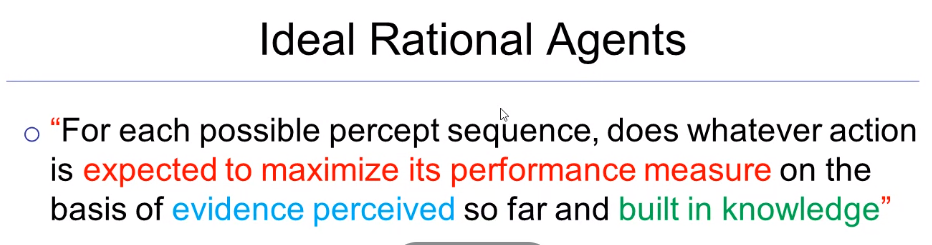 Ideal Rational Agents
“For each possible percept sequence, does whatever action
is expected to maximize its performance measure on the
basis of evidence perceived so far and built in knowledge”